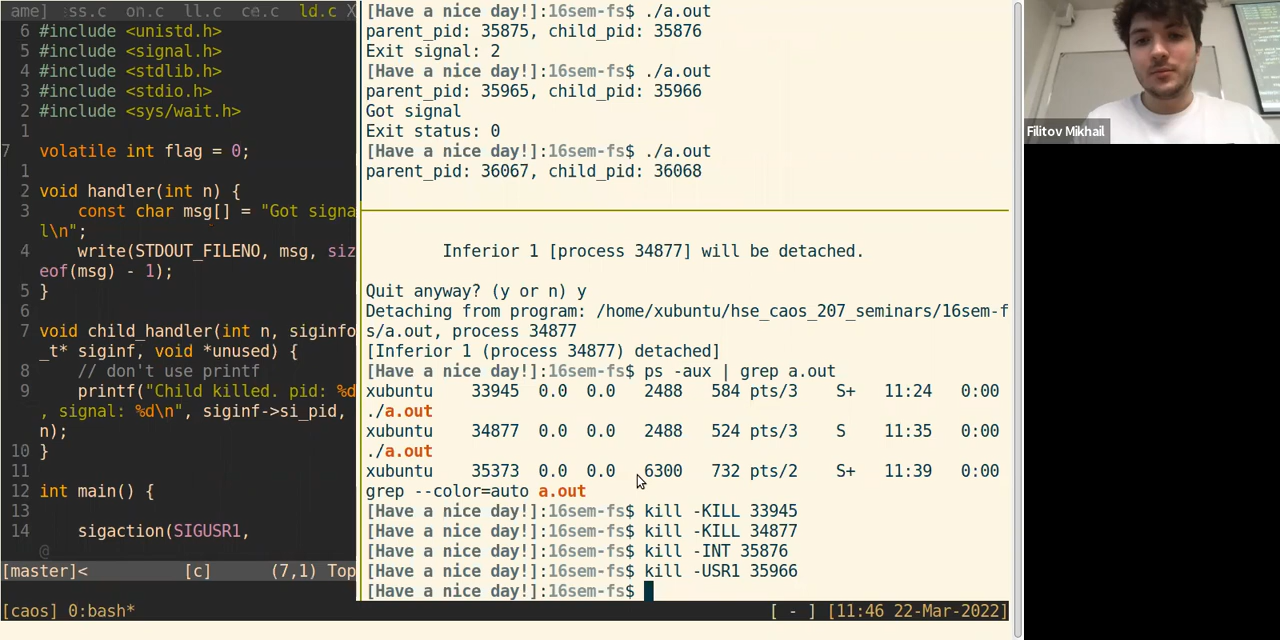 ame] ss.c on.c ll.c ce.c ld.c X
6 #include <unistd.h>
5 #include <signal.h>
4 #include <stdlib.h>
3 #include <stdio.h>
2 #include <sys/wait.h>
1
7 volatile int flag = 0;
1
2 void handler(int n) {
3 const char msg[] = "Got signa
l\n";
4 write(STDOUT_FILENO, msg, siz
eof(msg) - 1);
5 }
6
7 void child_handler(int n, siginfo
_t* siginf, void *unused) {
8 // don't use printf
9 printf("Child killed. pid: %d
, signal: %d\n", siginf->si_pid,
n);
10 }
11
12 int main() {
13
14 sigaction(SIGUSR1,
@
[master]< [c] (7,1) Top
[Have a nice day!]:16sem-fs$ ./a.out
parent_pid: 35875, child_pid: 35876
Exit signal: 2
[Have a nice day!]:16sem-fs$ ./a.out
parent_pid: 35965, child_pid: 35966
Got signal
Exit status: 0
[Have a nice day!]:16sem-fs$ ./a.out
parent_pid: 36067, child_pid: 36068
Inferior 1 [process 34877] will be detached.
Quit anyway? (y or n) y
Detaching from program: /home/xubuntu/hse_caos_207_seminars/16sem-f
s/a.out, process 34877
[Inferior 1 (process 34877) detached]
[Have a nice day!]:16sem-fs$ ps -aux | grep a.out
xubuntu 33945 0.0 0.0 2488 584 pts/3 S+ 11:24 0:00
./a.out
xubuntu 34877 0.0 0.0 2488 524 pts/3 S 11:35 0:00
./a.out
xubuntu 35373 0.0 0.0 6300 732 pts/2 S+ 11:39 0:00
grep --color=auto a.out
[Have a nice day!]:16sem-fs$ kill -KILL 33945
[Have a nice day!]:16sem-fs$ kill -KILL 34877
[Have a nice day!]:16sem-fs$ kill -INT 35876
[Have a nice day!]:16sem-fs$ kill -USR1 35966
[Have a nice day!]:16sem-fs$
[caos] 0:bash* [ - ] [11:46 22-Mar-2022]
Filitov Mikhail